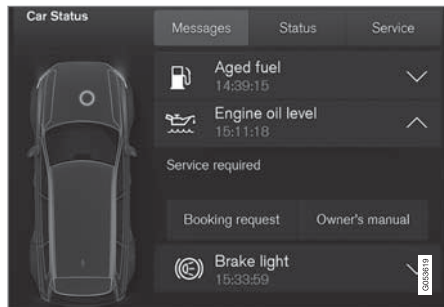 Car Status
Messages Status Service
Aged fuel
14:39:15
Engine oil level
15:11:18
Service required
Booking request Owner's manual
Brake light
15:33:59
G053619